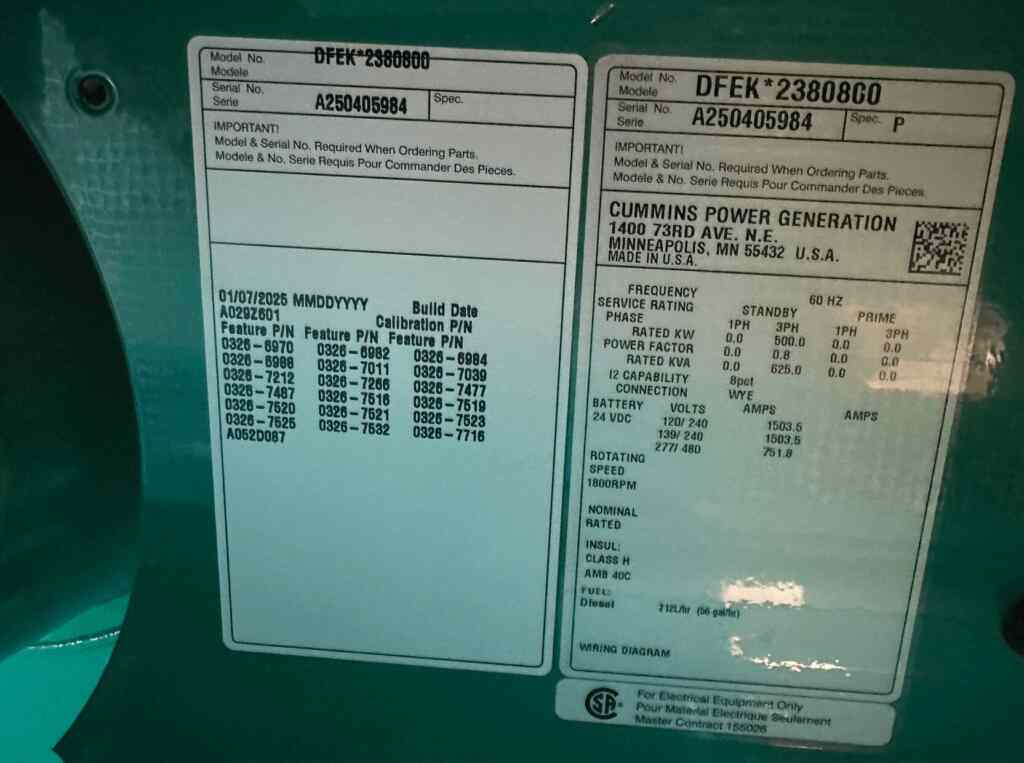 Model No. DFEK*2380800
Modele
Serial No. A250405984 Spec.
Serie
IMPORTANT!
Model & Serial No. Required When Ordering Parts.
Modele & No. Serie Requis Pour Commander Des Pieces.
01/07/2025 MMDDYYYY Build Date
A029Z601 Calibration P/N
Feature P/N Feature P/N Feature P/N
0326-6970 0326-6982 0326-6984
0326-6988 0326-7011 0326-7039
0326-7212 0326-7266 0326-7477
0326-7487 0326-7516 0326-7519
0326-7520 0326-7521 0326-7523
0326-7525 0326-7532 0326-7716
A052D087
Model No. DFEK*2380800
Modele
Serial No. A250405984 Spec. P
Serie
IMPORTANT!
Model & Serial No. Required When Ordering Parts.
Modele & No. Serie Requis Pour Commander Des Pieces.
CUMMINS POWER GENERATION
1400 73RD AVE. N.E.
MINNEAPOLIS, MN 55432 U.S.A.
MADE IN U.S.A.
FREQUENCY 60 HZ
SERVICE RATING STANDBY PRIME
PHASE 1PH 3PH 1PH 3PH
RATED KW 0.0 500.0 0.0 0.0
POWER FACTOR 0.0 0.8 0.0 0.0
RATED KVA 0.0 625.0 0.0 0.0
I2 CAPABILITY 8pct
CONNECTION WYE
BATTERY VOLTS AMPS AMPS
24 VDC 120/240 1503.5
139/240 1503.5
277/480 751.8
ROTATING
SPEED
1800RPM
NOMINAL
RATED
INSUL:
CLASS H
AMB 40C
FUEL:
Diesel 212L/hr (56 gal/hr)
WIRING DIAGRAM
SA®
For Electrical Equipment Only
Pour Material Electrique Seulement
Master Contract 155026